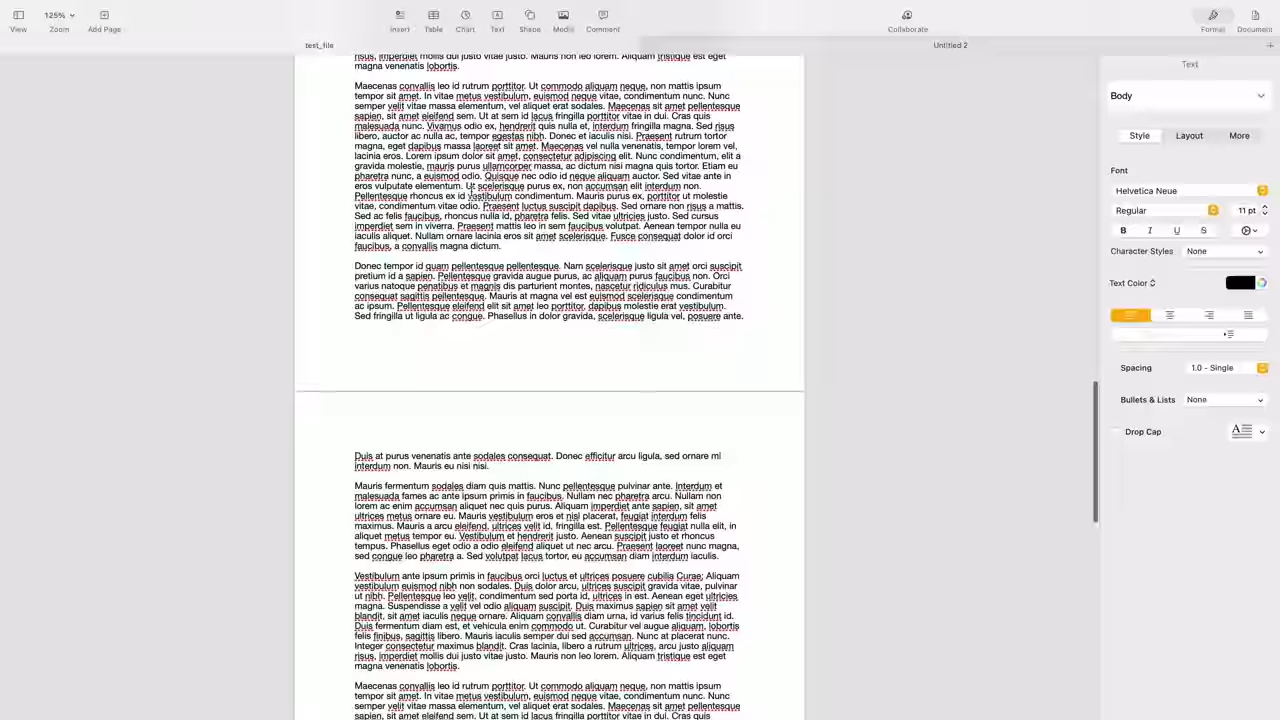 125%
View Zoom Add Page Insert Table Chart Text Shape Media Comment Collaborate Format Document
test_file Untitled 2
risus, imperdiet mollis dui justo vitae justo. Mauris non leo lorem. Aliquam tristique est eget
magna venenatis lobortis.
Maecenas convallis leo id rutrum porttitor. Ut commodo aliquam neque, non mattis ipsum
tempor sit amet. In vitae metus vestibulum, euismod neque vitae, condimentum nunc. Nunc
semper velit vitae massa elementum, vel aliquet erat sodales. Maecenas sit amet pellentesque
sapien, sit amet eleifend sem. Ut at sem id lacus fringilla porttitor vitae in dui. Cras quis
malesuada nunc. Vivamus odio ex, hendrerit quis nulla et, interdum fringilla magna. Sed risus
libero, auctor ac nulla ac, tempor egestas nibh. Donec et iaculis nisi. Praesent rutrum tortor
magna, eget dapibus massa laoreet sit amet. Maecenas vel nulla venenatis, tempor lorem vel,
lacinia eros. Lorem ipsum dolor sit amet, consectetur adipiscing elit. Nunc condimentum, elit a
gravida molestie, mauris purus ullamcorper massa, ac dictum nisi magna quis tortor. Etiam eu
pharetra nunc, a euismod odio. Quisque nec odio id neque aliquam auctor. Sed vitae ante in
eros vulputate elementum. Ut scelerisque purus ex, non accumsan elit interdum non.
Pellentesque rhoncus ex id vestibulum condimentum. Mauris purus ex, porttitor ut molestie
vitae, condimentum vitae odio. Praesent luctus suscipit dapibus. Sed ornare non risus a mattis.
Sed ac felis faucibus, rhoncus nulla id, pharetra felis. Sed vitae ultricies justo. Sed cursus
imperdiet sem in viverra. Praesent mattis leo in sem faucibus volutpat. Aenean tempor nulla eu
iaculis aliquet. Nullam ornare lacinia eros sit amet scelerisque. Fusce consequat dolor id orci
faucibus, a convallis magna dictum.
Donec tempor id quam pellentesque pellentesque. Nam scelerisque justo sit amet orci suscipit
pretium id a sapien. Pellentesque gravida augue purus, ac aliquam purus faucibus non. Orci
varius natoque penatibus et magnis dis parturient montes, nascetur ridiculus mus. Curabitur
consequat sagittis pellentesque. Mauris at magna vel est euismod scelerisque condimentum
ac ipsum. Pellentesque eleifend elit sit amet leo porttitor, dapibus molestie erat vestibulum.
Sed fringilla ut ligula ac congue. Phasellus in dolor gravida, scelerisque ligula vel, posuere ante.
Duis at purus venenatis ante sodales consequat. Donec efficitur arcu ligula, sed ornare mi
interdum non. Mauris eu nisi nisi.
Mauris fermentum sodales diam quis mattis. Nunc pellentesque pulvinar ante. Interdum et
malesuada fames ac ante ipsum primis in faucibus. Nullam nec pharetra arcu. Nullam non
lorem ac enim accumsan aliquet nec quis purus. Aliquam imperdiet ante sapien, sit amet
ultrices metus ornare eu. Mauris vestibulum eros et nisl placerat, feugiat interdum felis
maximus. Mauris a arcu eleifend, ultrices velit id, fringilla est. Pellentesque feugiat nulla elit, in
aliquet metus tempor eu. Vestibulum et hendrerit justo. Aenean suscipit justo et rhoncus
tempus. Phasellus eget odio a odio eleifend aliquet ut nec arcu. Praesent laoreet nunc magna,
sed congue leo pharetra a. Sed volutpat lacus tortor, eu accumsan diam interdum iaculis.
Vestibulum ante ipsum primis in faucibus orci luctus et ultrices posuere cubilia Curae; Aliquam
vestibulum euismod nibh non sodales. Duis dolor arcu, ultrices suscipit gravida vitae, pulvinar
ut nibh. Pellentesque leo velit, condimentum sed porta id, ultrices in est. Aenean eget ultricies
magna. Suspendisse a velit vel odio aliquam suscipit. Duis maximus sapien sit amet velit
blandit, sit amet iaculis neque ornare. Aliquam convallis diam urna, id varius felis tincidunt id.
Duis fermentum diam est, et vehicula enim commodo ut. Curabitur vel augue aliquam, lobortis
felis finibus, sagittis libero. Mauris iaculis semper dui sed accumsan. Nunc at placerat nunc.
Integer consectetur maximus blandit. Cras lacinia, libero a rutrum ultrices, arcu justo aliquam
risus, imperdiet mollis dui justo vitae justo. Mauris non leo lorem. Aliquam tristique est eget
magna venenatis lobortis.
Maecenas convallis leo id rutrum porttitor. Ut commodo aliquam neque, non mattis ipsum
tempor sit amet. In vitae metus vestibulum, euismod neque vitae, condimentum nunc. Nunc
semper velit vitae massa elementum, vel aliquet erat sodales. Maecenas sit amet pellentesque
sapien, sit amet eleifend sem. Ut at sem id lacus fringilla porttitor vitae in dui. Cras quis
Text
Body
Style Layout More
Font
Helvetica Neue
Regular 11 pt
B I U S
Character Styles None
Text Color
Spacing 1.0 - Single
Bullets & Lists None
Drop Cap